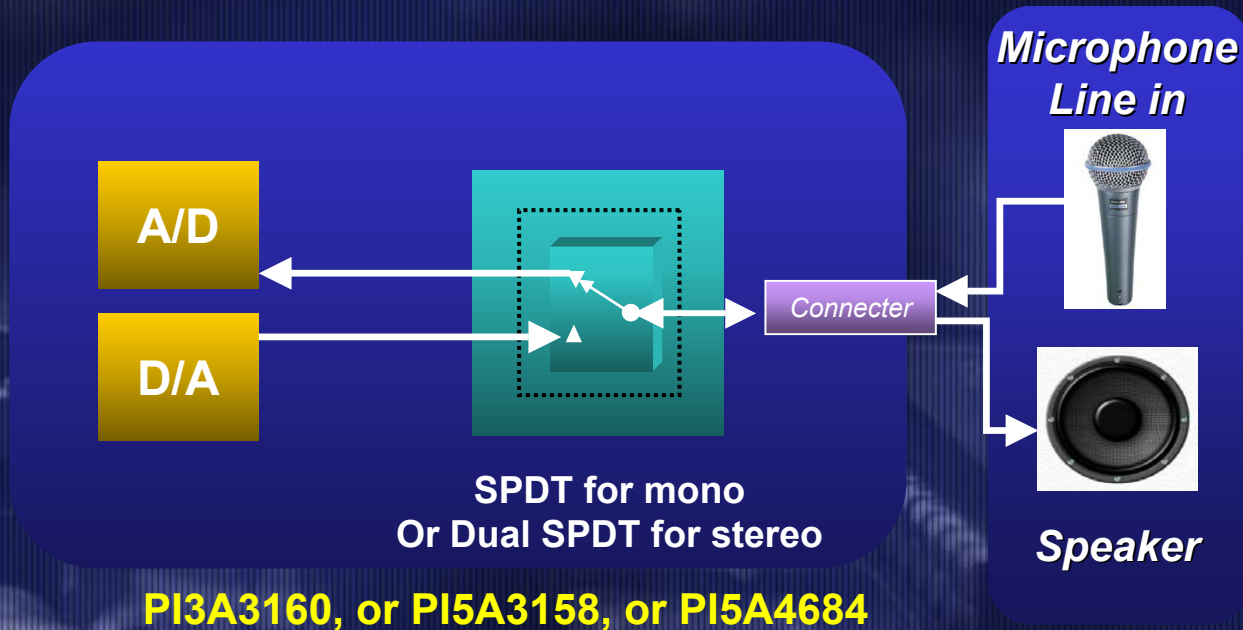 Microphone
Line in
A/D
D/A
Connecter
SPDT for mono
Or Dual SPDT for stereo
Speaker
PI3A3160, or PI5A3158, or PI5A4684